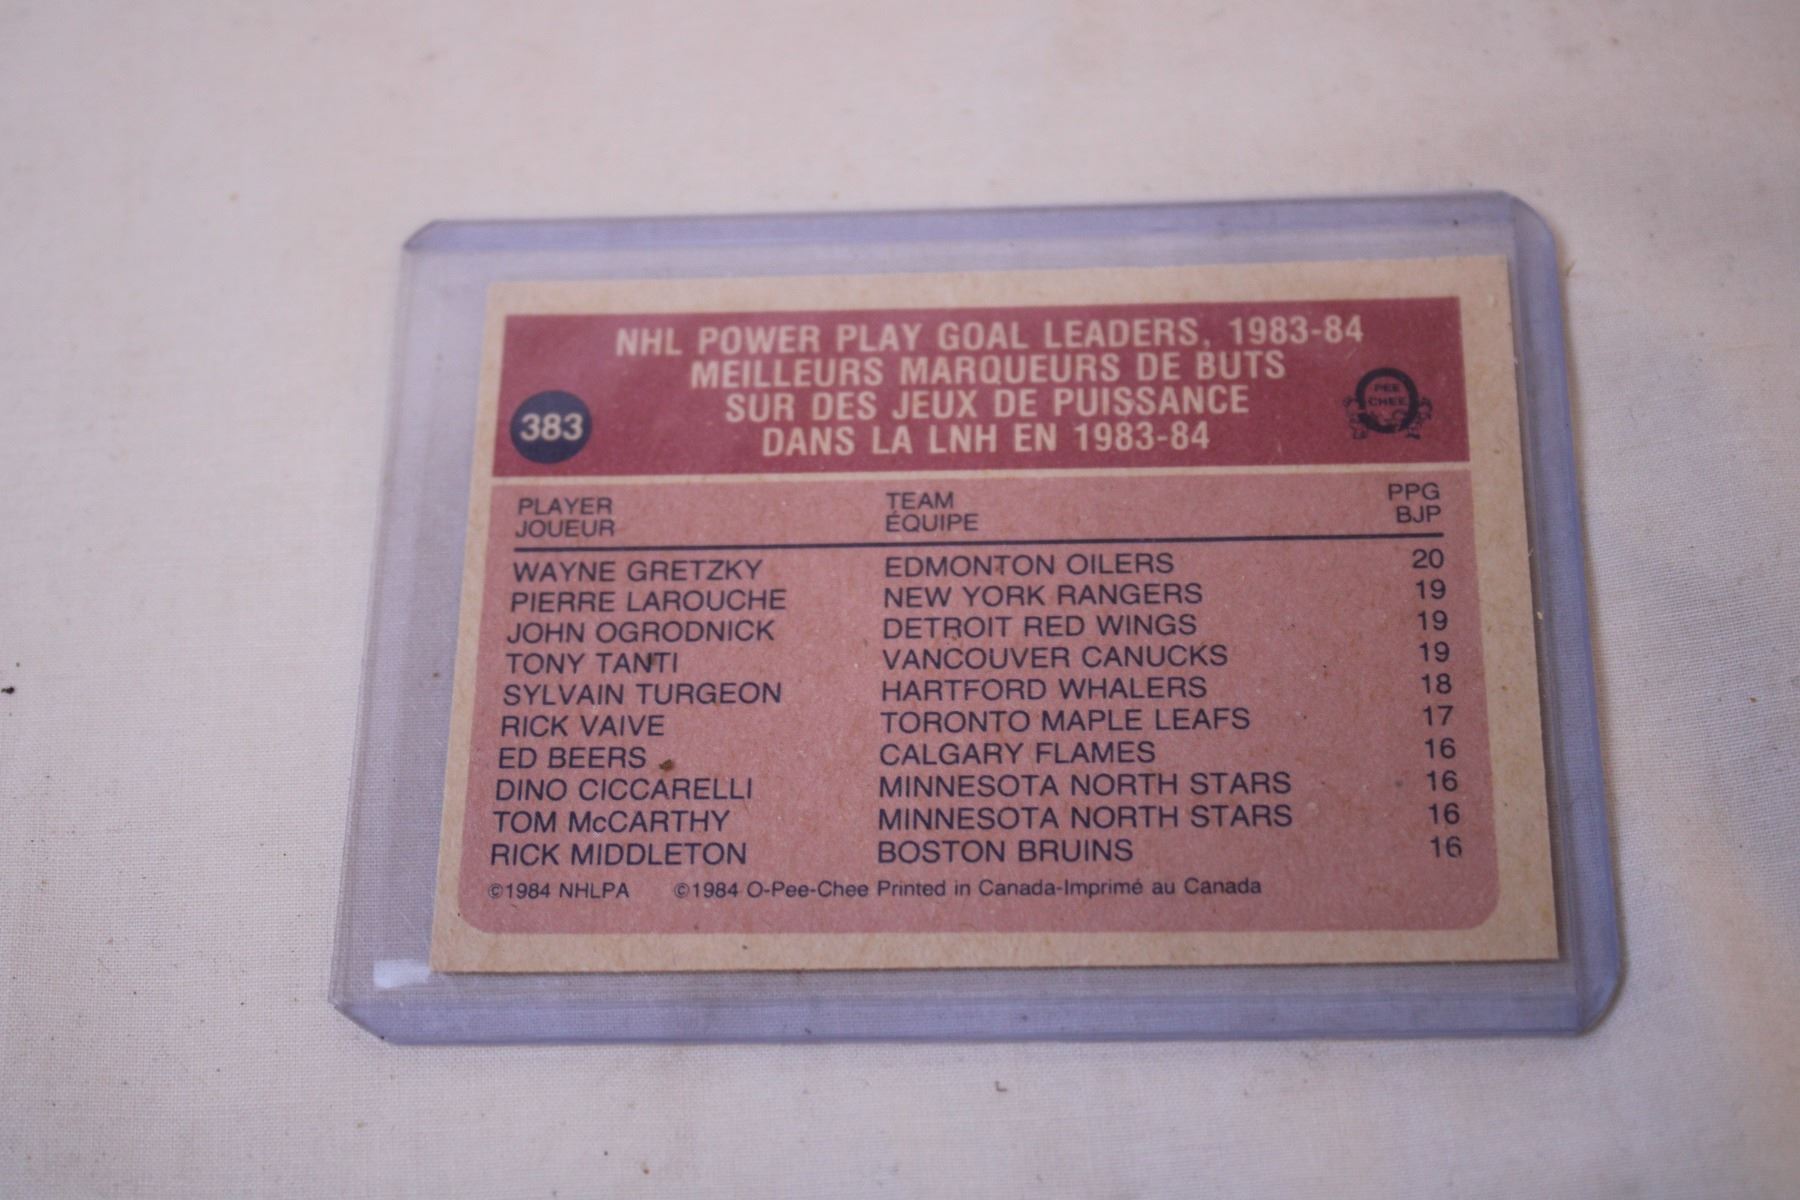 NHL POWER PLAY GOAL LEADERS, 1983-84
MEILLEURS MARQUEURS DE BUTS
SUR DES JEUX DE PUISSANCE
DANS LA LNH EN 1983-84
383
PEE
CHEE
PLAYER TEAM PPG
JOUEUR ÉQUIPE BJP
WAYNE GRETZKY EDMONTON OILERS 20
PIERRE LAROUCHE NEW YORK RANGERS 19
JOHN OGRODNICK DETROIT RED WINGS 19
TONY TANTI VANCOUVER CANUCKS 19
SYLVAIN TURGEON HARTFORD WHALERS 18
RICK VAIVE TORONTO MAPLE LEAFS 17
ED BEERS CALGARY FLAMES 16
DINO CICCARELLI MINNESOTA NORTH STARS 16
TOM McCARTHY MINNESOTA NORTH STARS 16
RICK MIDDLETON BOSTON BRUINS 16
©1984 NHLPA ©1984 O-Pee-Chee Printed in Canada-Imprimé au Canada